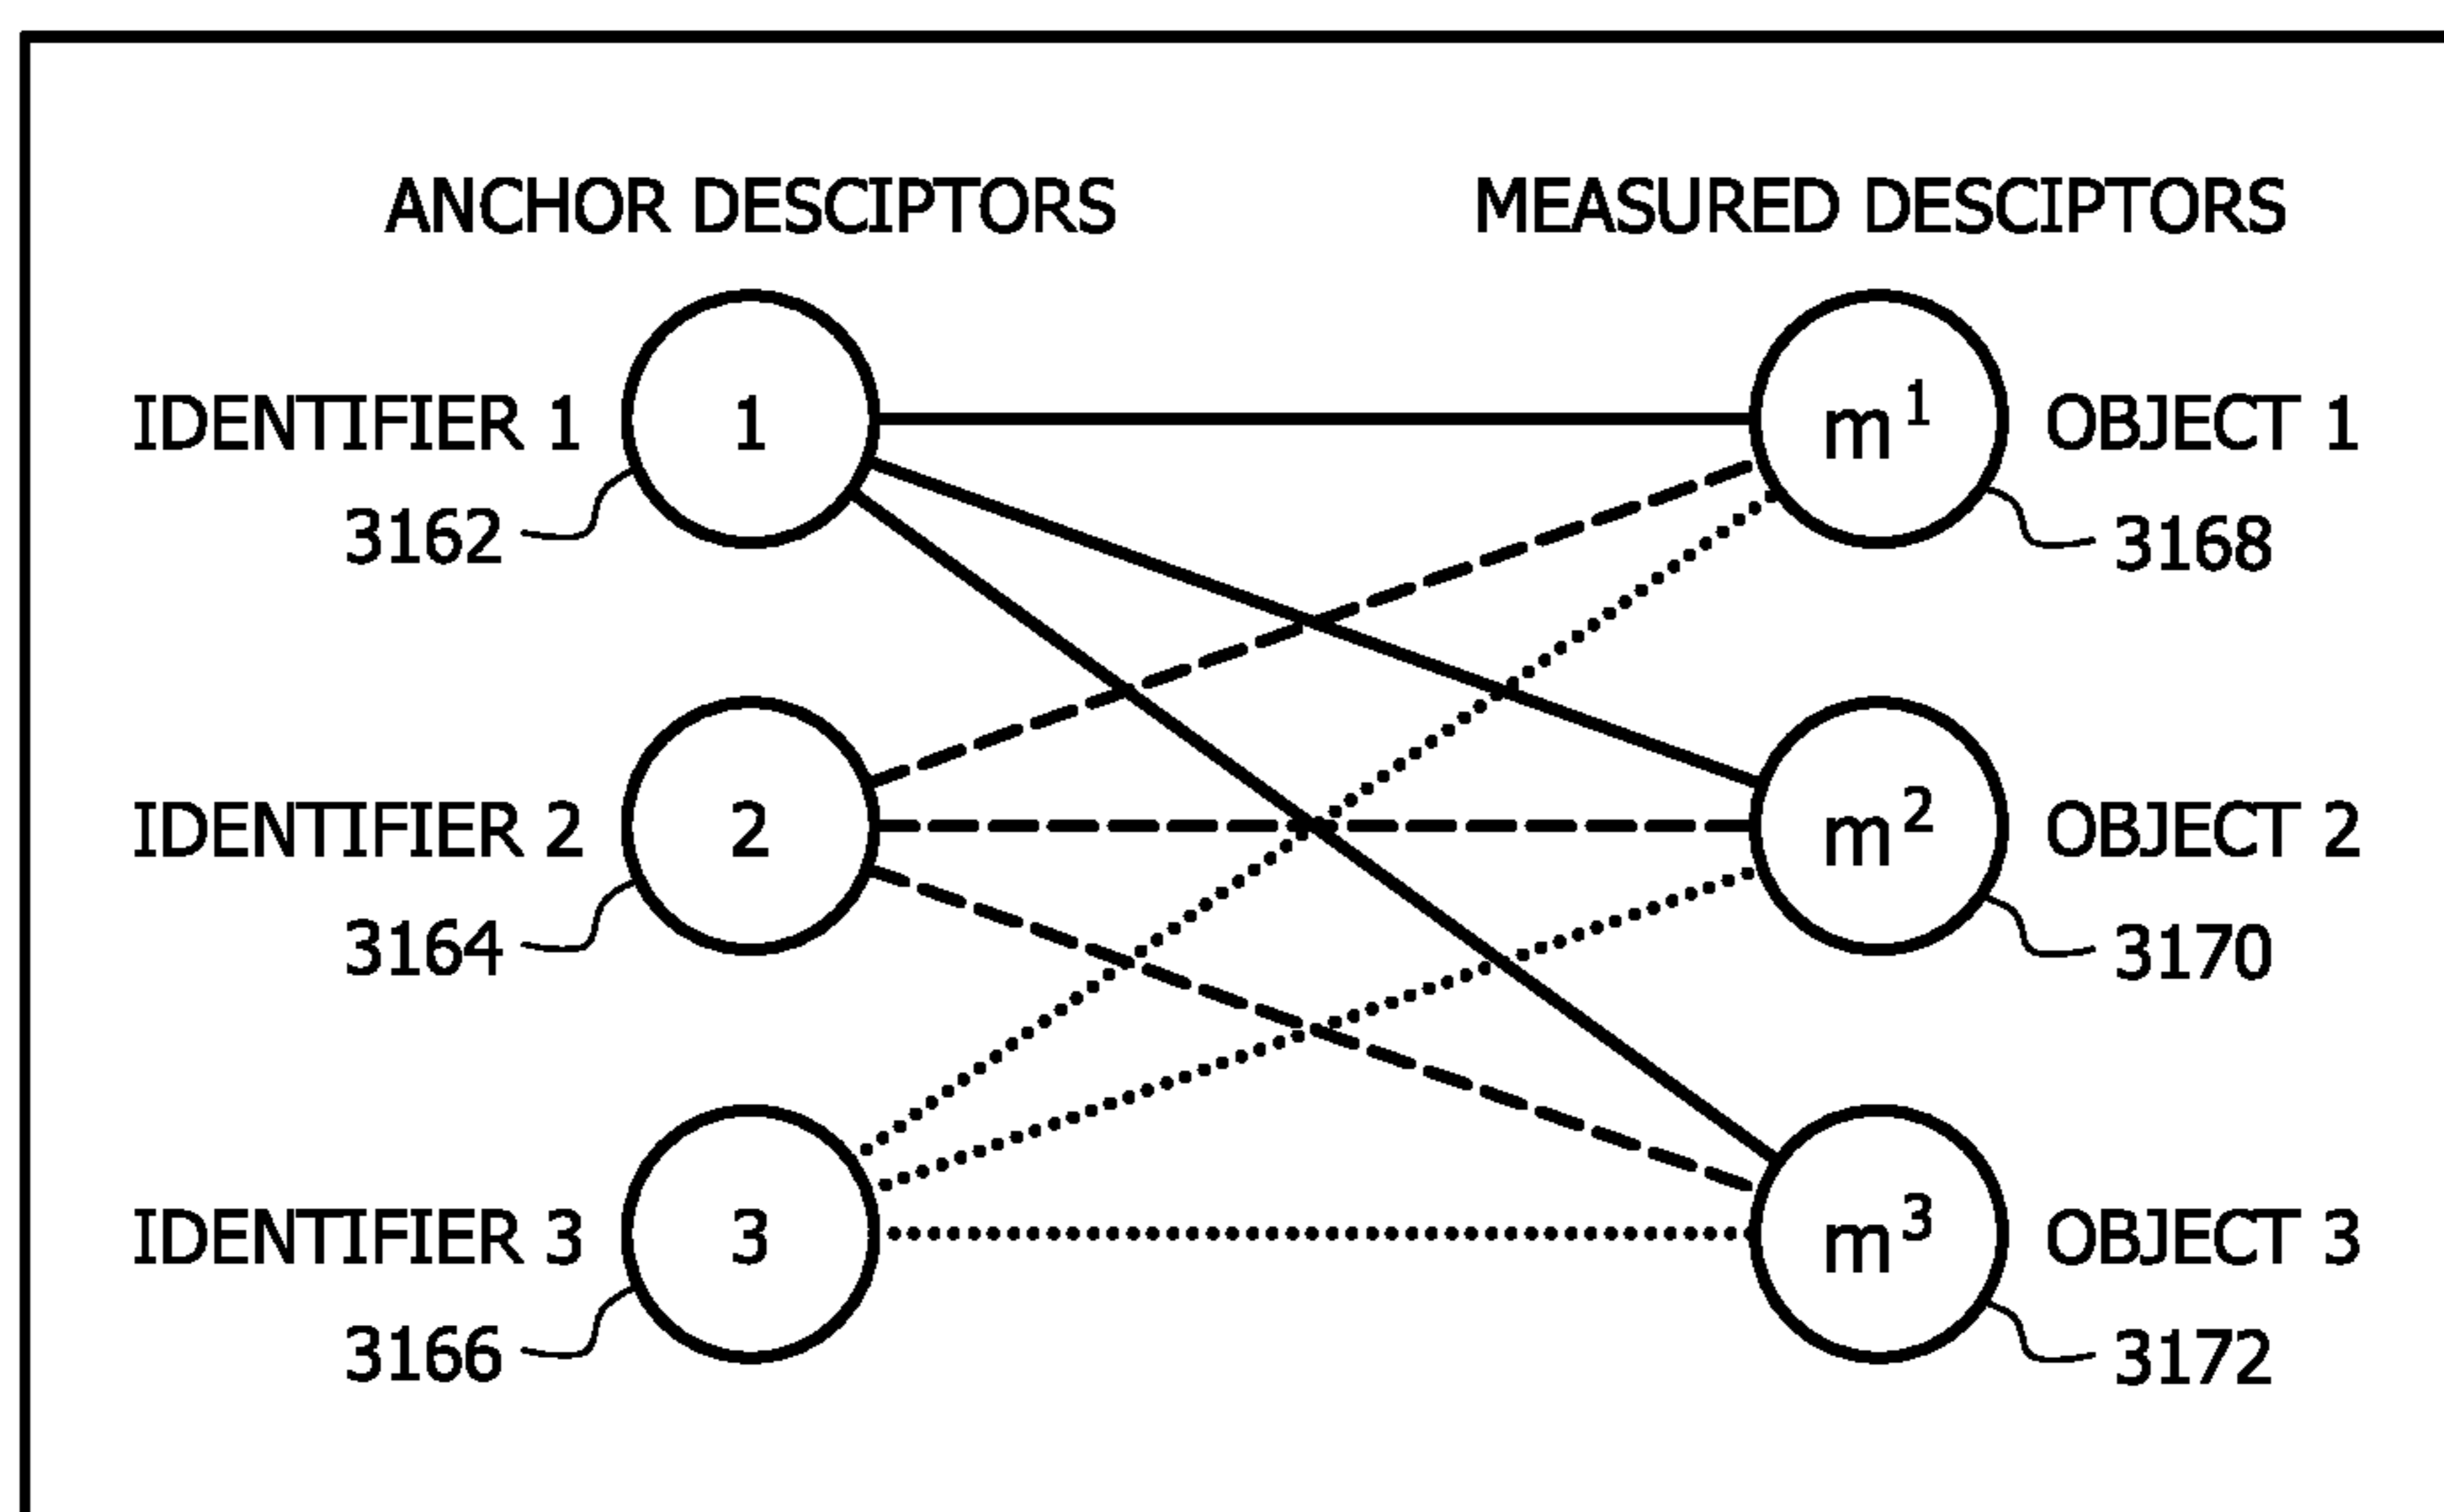 ANCHOR DESCIPTORS MEASURED DESCIPTORS
IDENTIFIER 1 1 m¹ OBJECT 1
3162 3168
IDENTIFIER 2 2 m² OBJECT 2
3164 3170
IDENTIFIER 3 3 m³ OBJECT 3
3166 3172